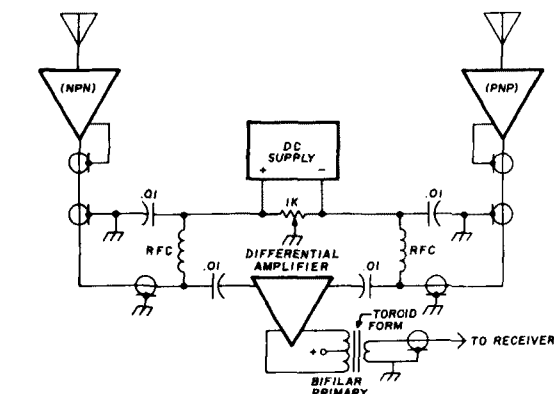 (NPN)
(PNP)
DC
SUPPLY
+ -
.01
1K
.01
RFC
DIFFERENTIAL
AMPLIFIER
RFC
.01
.01
TOROID
FORM
+
TO RECEIVER
BIFILAR
PRIMARY